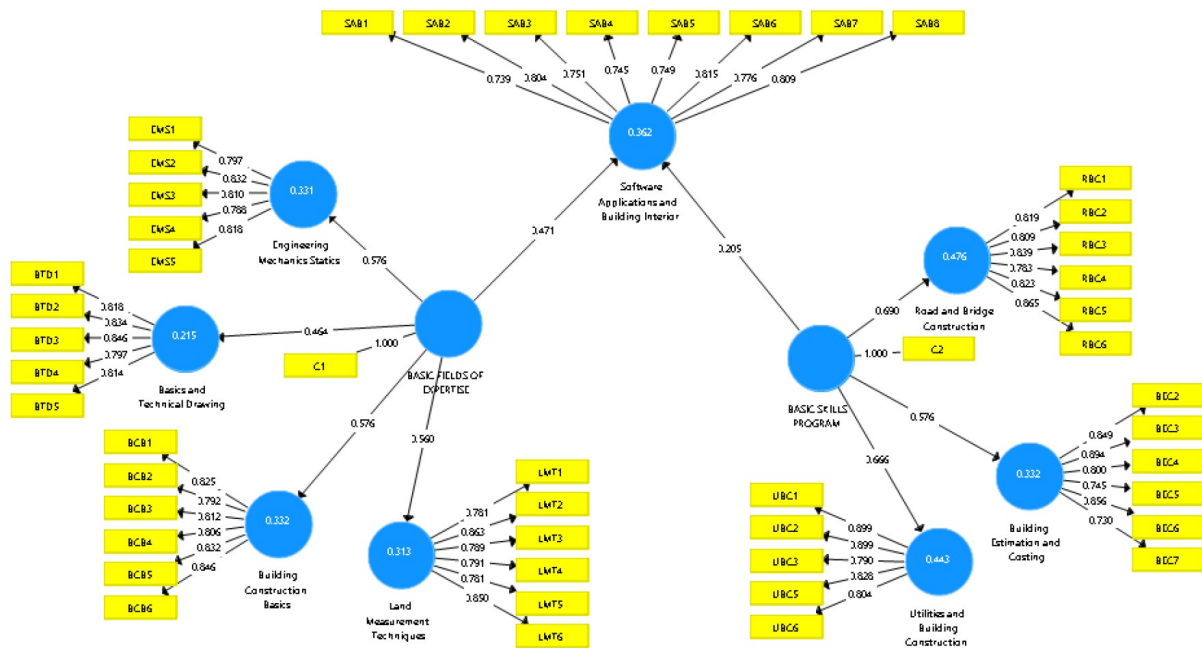 SAB1 SAB2 SAB3 SAB4 SAB5 SAB6 SAB7 SAB8
0.739 0.804 0.751 0.745 0.749 0.815 0.776 0.809
0.362
Software
Applications and
Building Interior
EMS1
EMS2
EMS3
EMS4
EMS5
0.797
0.832
0.810
0.788
0.818
0.331
Engineering
Mechanics Statics
0.471
0.576
0.205
RBC1
RBC2
RBC3
RBC4
RBC5
RBC6
0.819
0.809
0.839
0.783
0.823
0.865
0.476
Road and Bridge
Construction
0.690
BTD1
BTD2
BTD3
BTD4
BTD5
0.818
0.834
0.846
0.797
0.814
0.215
Basics and
Technical Drawing
0.464
1.000
C1
BASIC FIELDS OF
EXPERTISE
1.000
C2
BASIC SKILLS
PROGRAM
0.576
0.560
0.576
0.666
BCB1
BCB2
BCB3
BCB4
BCB5
BCB6
0.825
0.792
0.812
0.806
0.832
0.846
0.332
Building
Construction
Basics
LMT1
LMT2
LMT3
LMT4
LMT5
LMT6
0.781
0.863
0.789
0.791
0.781
0.850
0.313
Land
Measurement
Techniques
UBC1
UBC2
UBC3
UBC5
UBC6
0.899
0.899
0.790
0.828
0.804
0.443
Utilities and
Building
Construction
BEC2
BEC3
BEC4
BEC5
BEC6
BEC7
0.849
0.894
0.800
0.745
0.856
0.730
0.332
Building
Estimation and
Costing